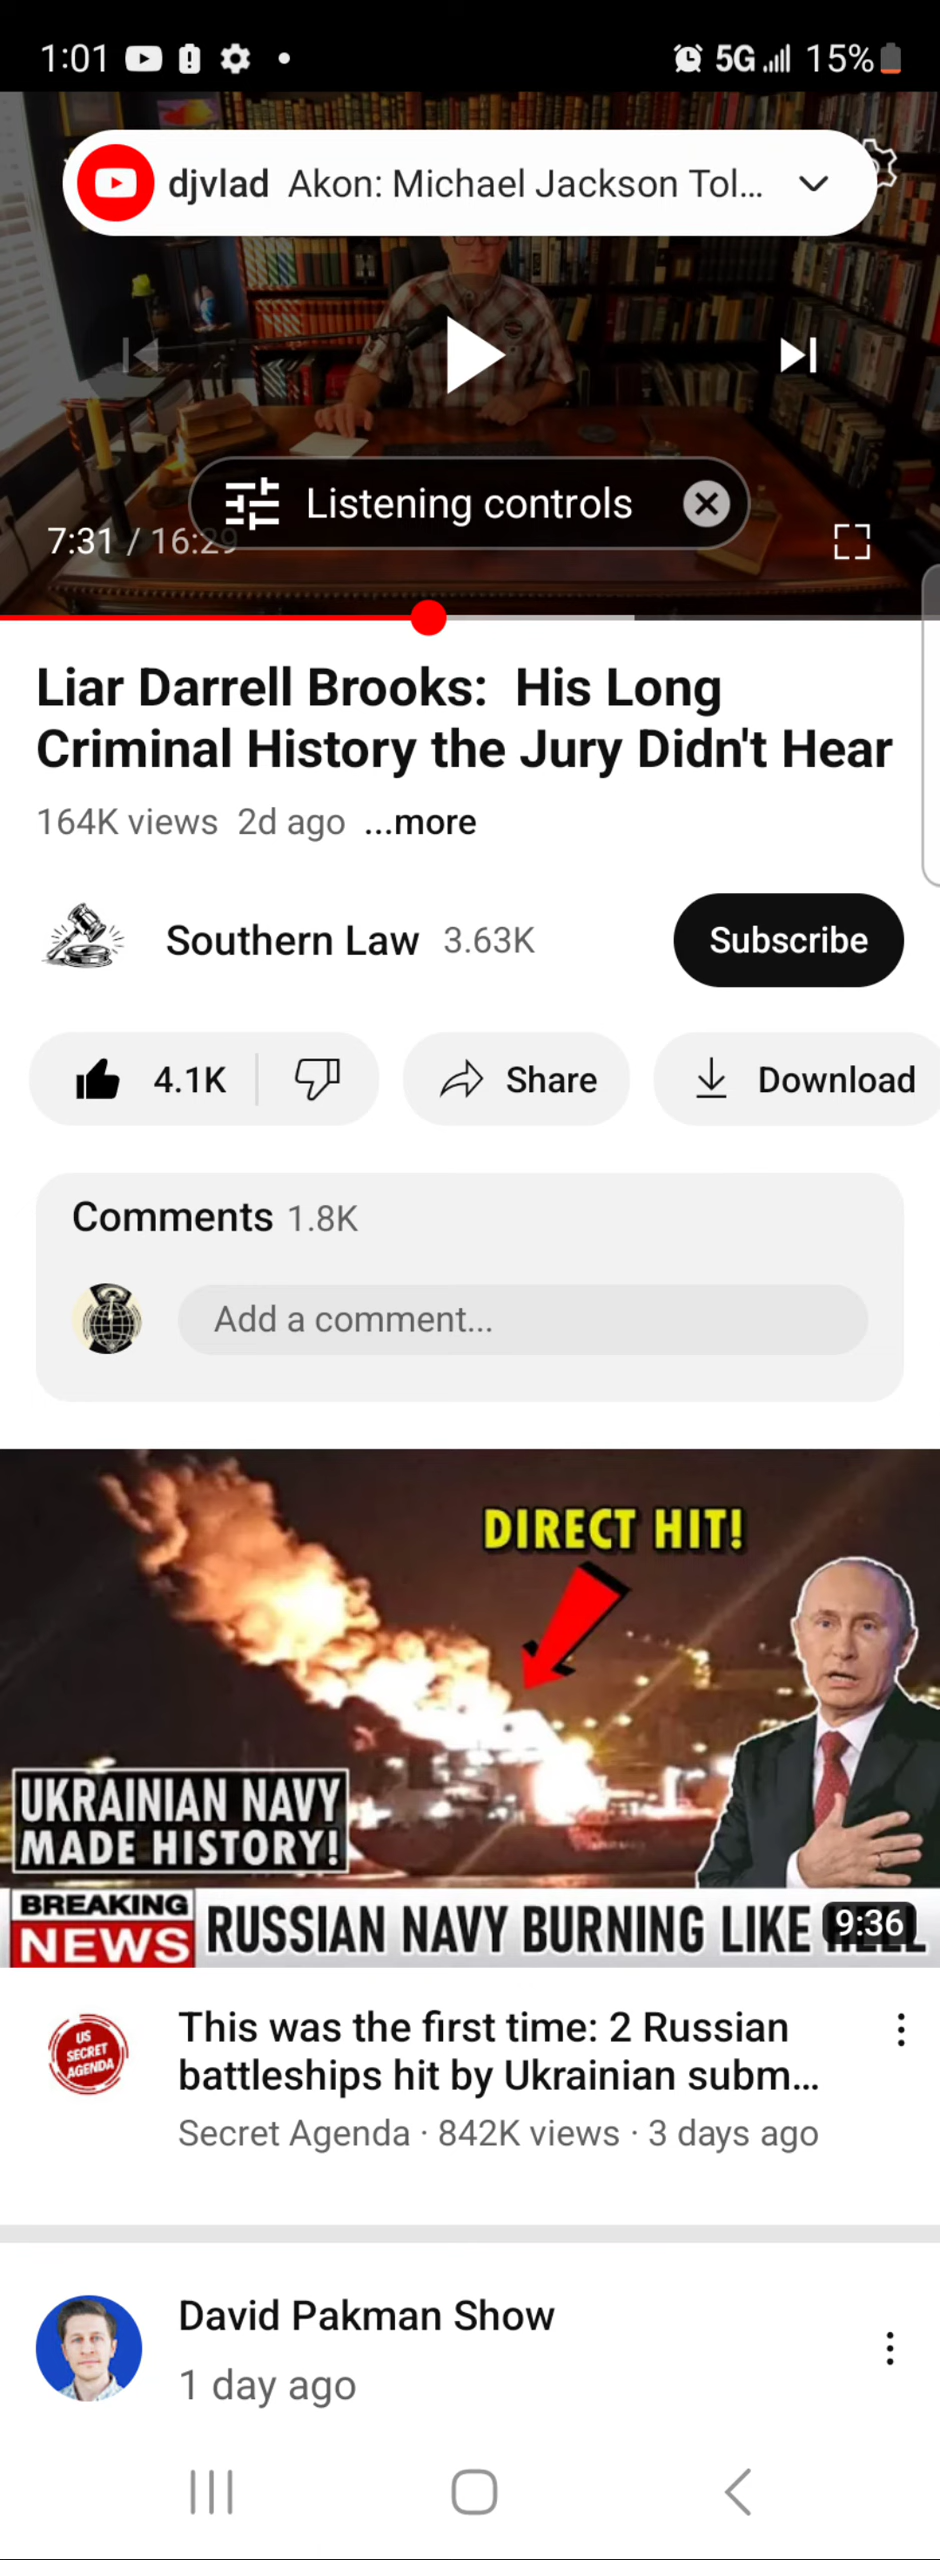 1:01
5G 15%
djvlad Akon: Michael Jackson Tol...
Listening controls
7:31 / 16:29
Liar Darrell Brooks: His Long
Criminal History the Jury Didn't Hear
164K views 2d ago ...more
Southern Law 3.63K
Subscribe
4.1K
Share
Download
Comments 1.8K
Add a comment...
DIRECT HIT!
UKRAINIAN NAVY
MADE HISTORY!
BREAKING
NEWS
RUSSIAN NAVY BURNING LIKE HELL
9:36
US
SECRET
AGENDA
This was the first time: 2 Russian
battleships hit by Ukrainian subm...
Secret Agenda · 842K views · 3 days ago
David Pakman Show
1 day ago